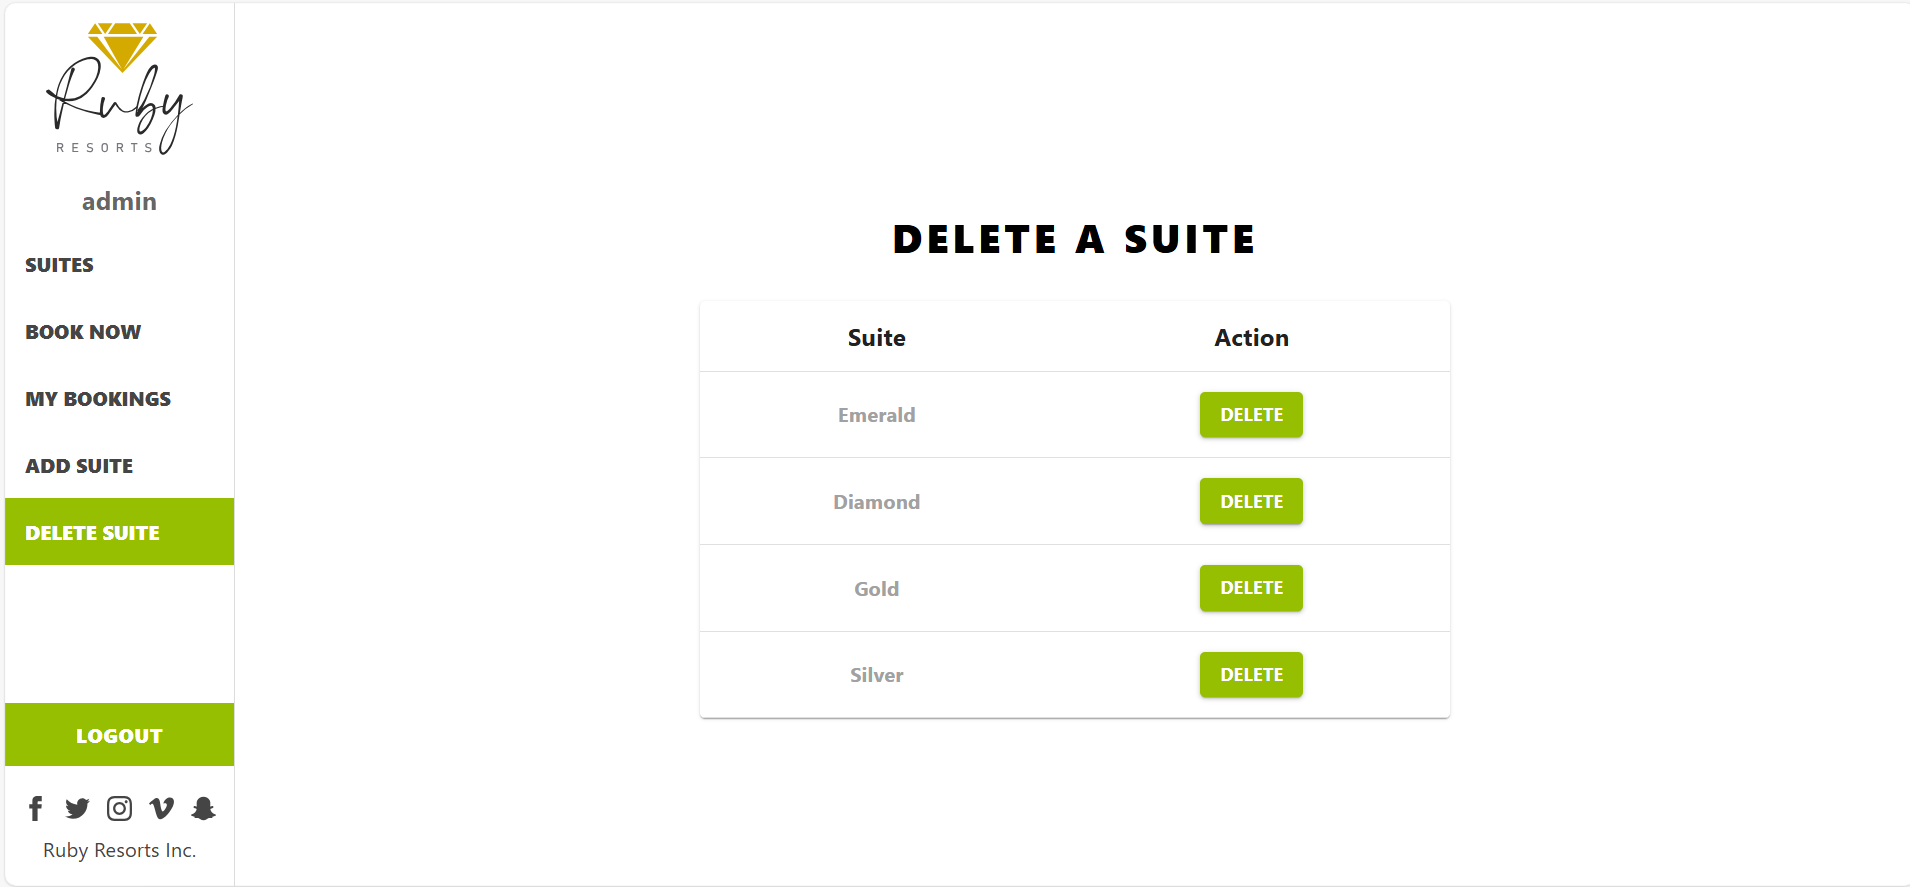 Ruby
RESORTS
admin
SUITES
BOOK NOW
MY BOOKINGS
ADD SUITE
DELETE SUITE
LOGOUT
Ruby Resorts Inc.
DELETE A SUITE
Suite Action
Emerald DELETE
Diamond DELETE
Gold DELETE
Silver DELETE